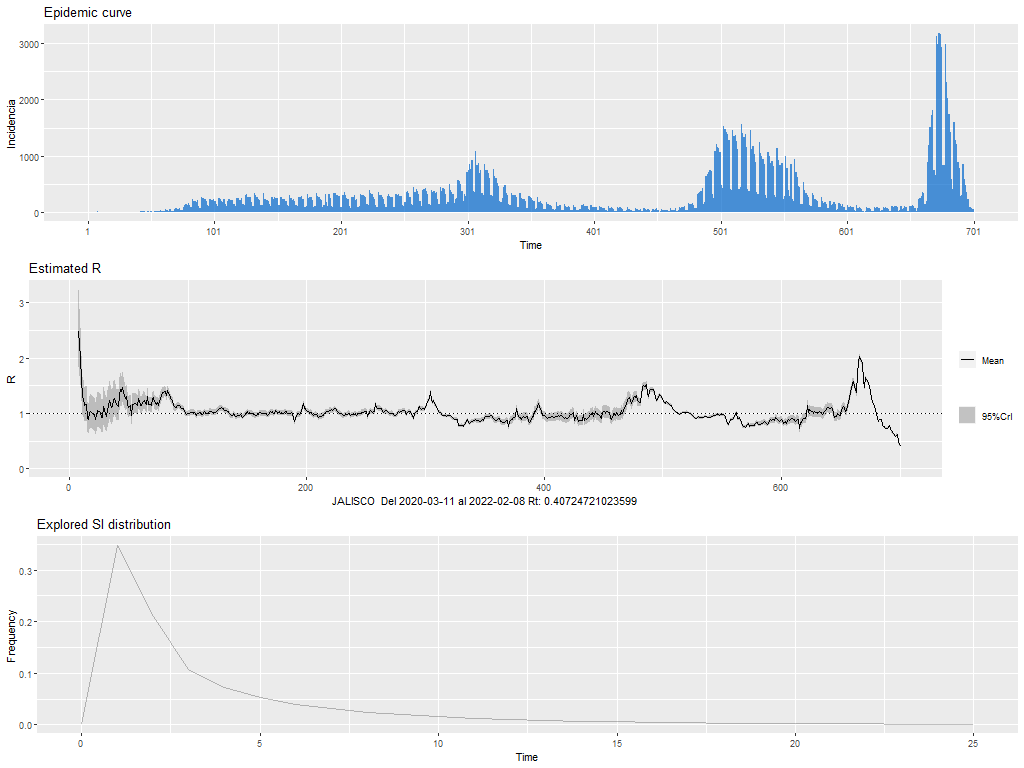 Epidemic curve
3000
2000
1000
0
Incidencia
1 101 201 301 401 501 601 701
Time
Estimated R
3
2
1
0
R
Mean
95%CrI
0 200 400 600
JALISCO Del 2020-03-11 al 2022-02-08 Rt: 0.40724721023599
Explored SI distribution
0.3
0.2
0.1
0.0
Frequency
0 5 10 15 20 25
Time